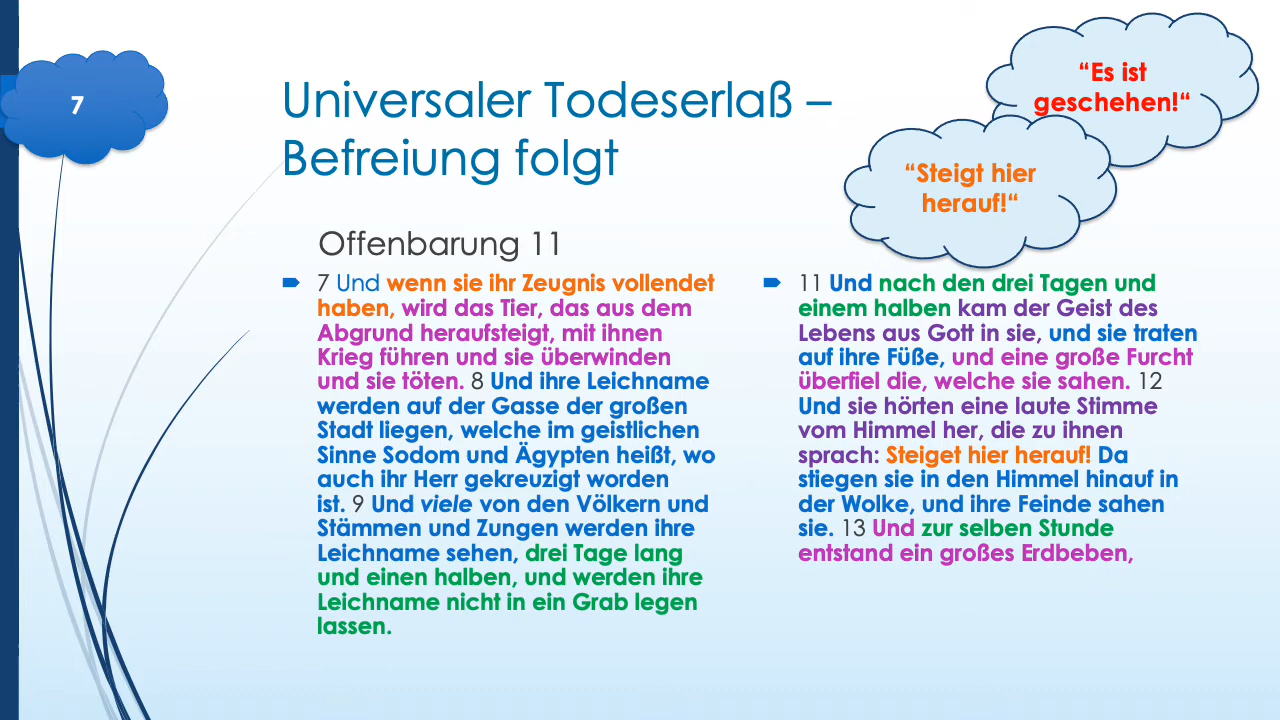 7
Universaler Todeserlaß –
Befreiung folgt
“Es ist
geschehen!“
“Steigt hier
herauf!“
Offenbarung 11
7 Und wenn sie ihr Zeugnis vollendet
haben, wird das Tier, das aus dem
Abgrund heraufsteigt, mit ihnen
Krieg führen und sie überwinden
und sie töten. 8 Und ihre Leichname
werden auf der Gasse der großen
Stadt liegen, welche im geistlichen
Sinne Sodom und Ägypten heißt, wo
auch ihr Herr gekreuzigt worden
ist. 9 Und viele von den Völkern und
Stämmen und Zungen werden ihre
Leichname sehen, drei Tage lang
und einen halben, und werden ihre
Leichname nicht in ein Grab legen
lassen.
11 Und nach den drei Tagen und
einem halben kam der Geist des
Lebens aus Gott in sie, und sie traten
auf ihre Füße, und eine große Furcht
überfiel die, welche sie sahen. 12
Und sie hörten eine laute Stimme
vom Himmel her, die zu ihnen
sprach: Steiget hier herauf! Da
stiegen sie in den Himmel hinauf in
der Wolke, und ihre Feinde sahen
sie. 13 Und zur selben Stunde
entstand ein großes Erdbeben,